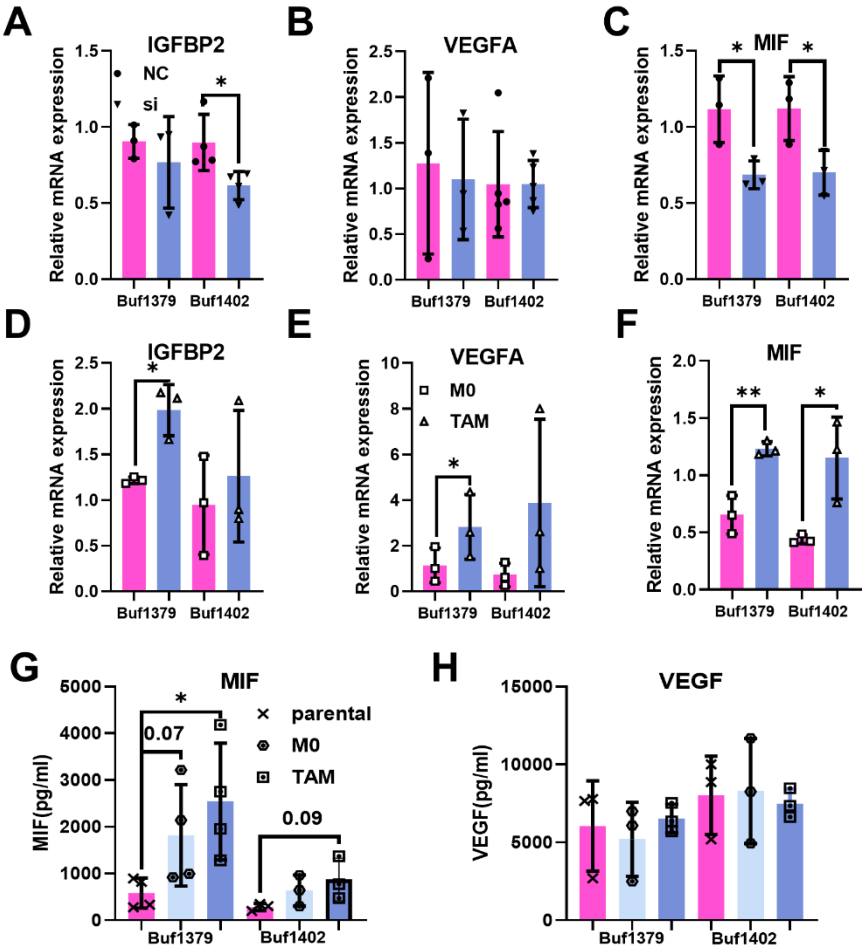 A
IGFBP2
Relative mRNA expression
1.5
1.0
0.5
0.0
NC
si
*
Buf1379
Buf1402
B
VEGFA
Relative mRNA expression
2.5
2.0
1.5
1.0
0.5
0.0
Buf1379
Buf1402
C
MIF
Relative mRNA expression
1.5
1.0
0.5
0.0
*
*
Buf1379
Buf1402
D
IGFBP2
Relative mRNA expression
2.5
2.0
1.5
1.0
0.5
0.0
*
Buf1379
Buf1402
E
VEGFA
Relative mRNA expression
10
8
6
4
2
0
M0
TAM
*
Buf1379
Buf1402
F
MIF
Relative mRNA expression
2.0
1.5
1.0
0.5
0.0
**
*
Buf1379
Buf1402
G
MIF
MIF(pg/ml)
5000
4000
3000
2000
1000
0
*
0.07
0.09
parental
M0
TAM
Buf1379
Buf1402
H
VEGF
VEGF(pg/ml)
15000
10000
5000
0
Buf1379
Buf1402